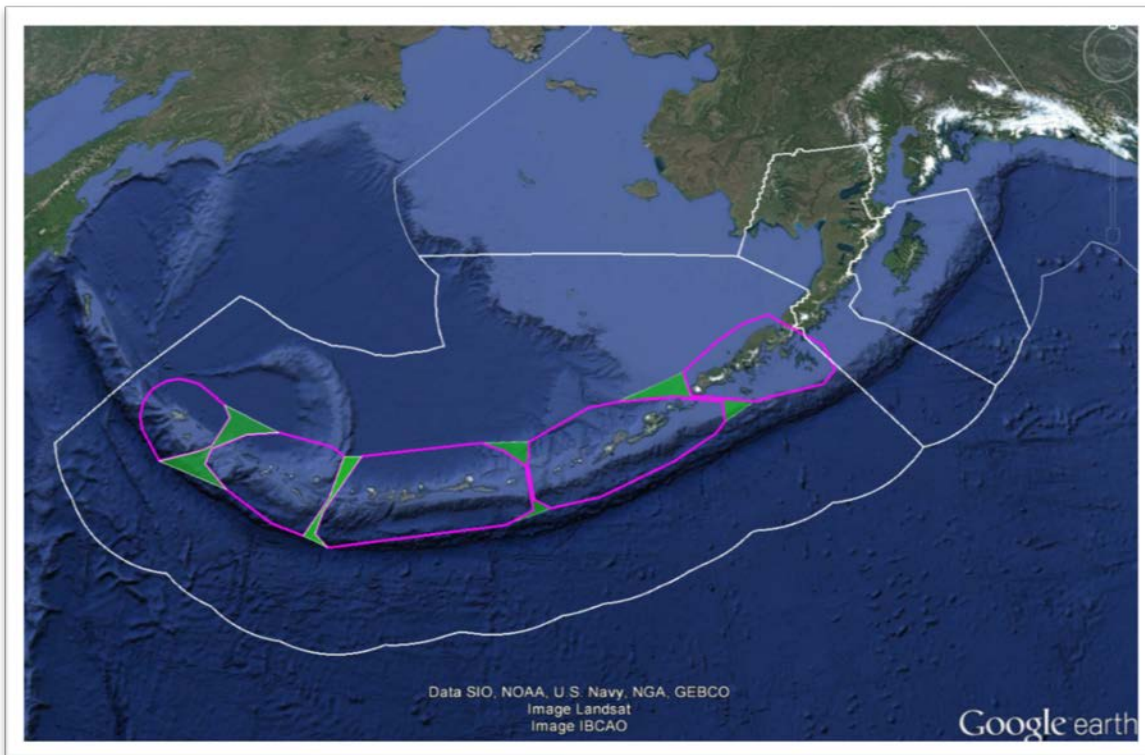 Data SIO, NOAA, U.S. Navy, NGA, GEBCO
Image Landsat
Image IBCAO
Google earth